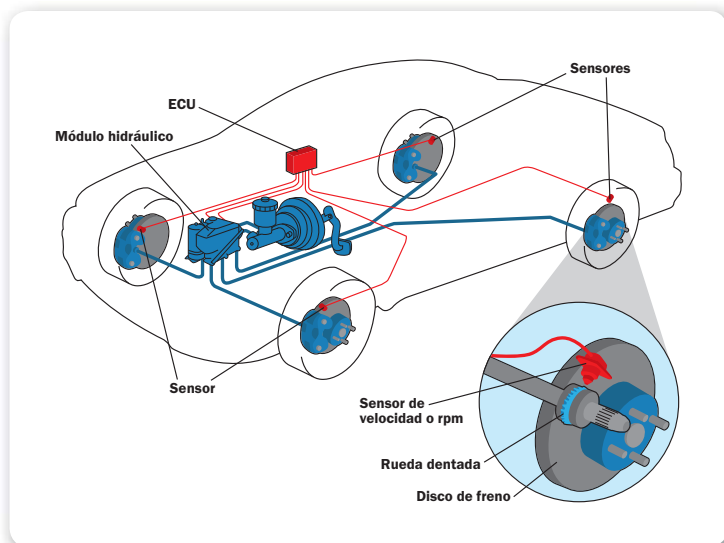 Sensores
ECU
Módulo hidráulico
Sensor
Sensor de
velocidad o rpm
Rueda dentada
Disco de freno